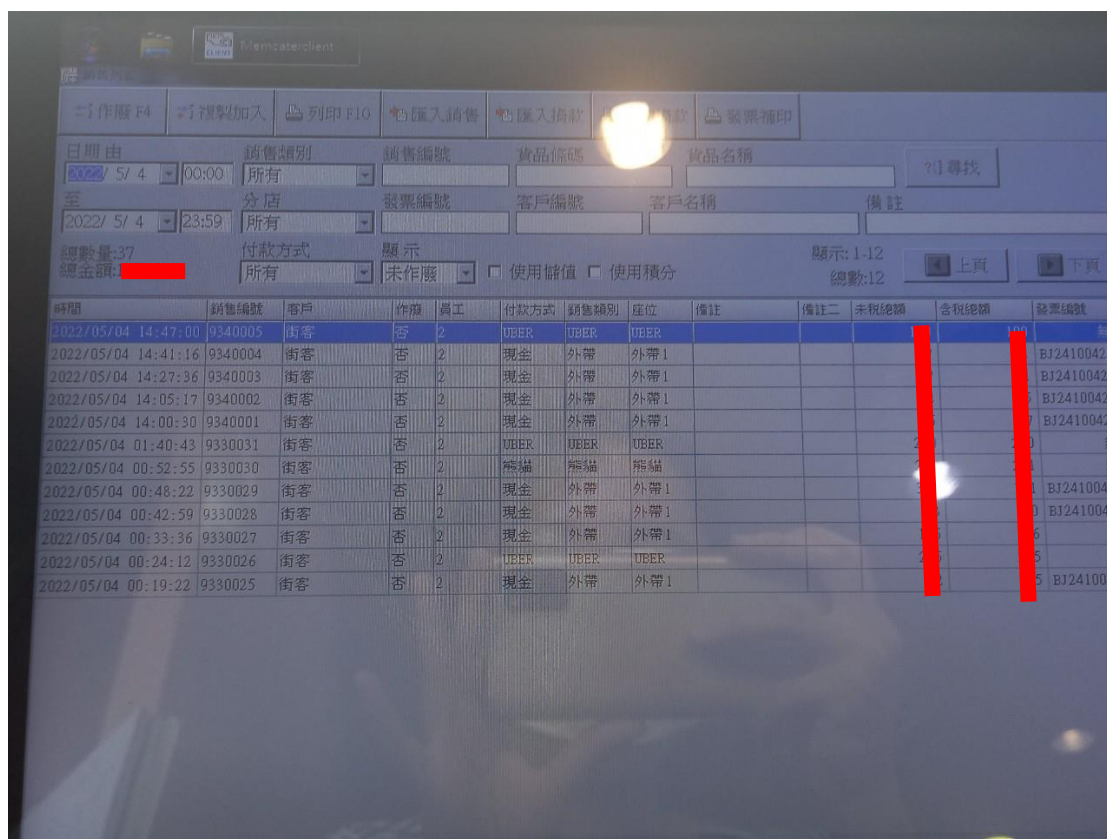 Memcaterclient
CLIENT
銷售列表
作廢 F4 複製加入 列印 F10 匯入銷售 匯入捐款 捐款 發票補印
日期由 銷售類別 銷售編號 貨品條碼 貨品名稱
2022/ 5/ 4 00:00 所有 尋找
至 分店 發票編號 客戶編號 客戶名稱 備註
2022/ 5/ 4 23:59 所有
總數量:37 付款方式 顯示 顯示: 1-12
總金額: 所有 未作廢 使用儲值 使用積分 總數:12 上頁 下頁
時間 銷售編號 客戶 作廢 員工 付款方式 銷售類別 座位 備註 備註二 未稅總額 含稅總額 發票編號
2022/05/04 14:47:00 9340005 街客 否 2 UBER UBER UBER 無
2022/05/04 14:41:16 9340004 街客 否 2 現金 外帶 外帶1 BJ2410042
2022/05/04 14:27:36 9340003 街客 否 2 現金 外帶 外帶1 BJ2410042
2022/05/04 14:05:17 9340002 街客 否 2 現金 外帶 外帶1 BJ2410042
2022/05/04 14:00:30 9340001 街客 否 2 現金 外帶 外帶1 BJ2410042
2022/05/04 01:40:43 9330031 街客 否 2 UBER UBER UBER
2022/05/04 00:52:55 9330030 街客 否 2 熊貓 熊貓 熊貓
2022/05/04 00:48:22 9330029 街客 否 2 現金 外帶 外帶1 BJ241004
2022/05/04 00:42:59 9330028 街客 否 2 現金 外帶 外帶1 BJ241004
2022/05/04 00:33:36 9330027 街客 否 2 現金 外帶 外帶1
2022/05/04 00:24:12 9330026 街客 否 2 UBER UBER UBER
2022/05/04 00:19:22 9330025 街客 否 2 現金 外帶 外帶1 BJ24100